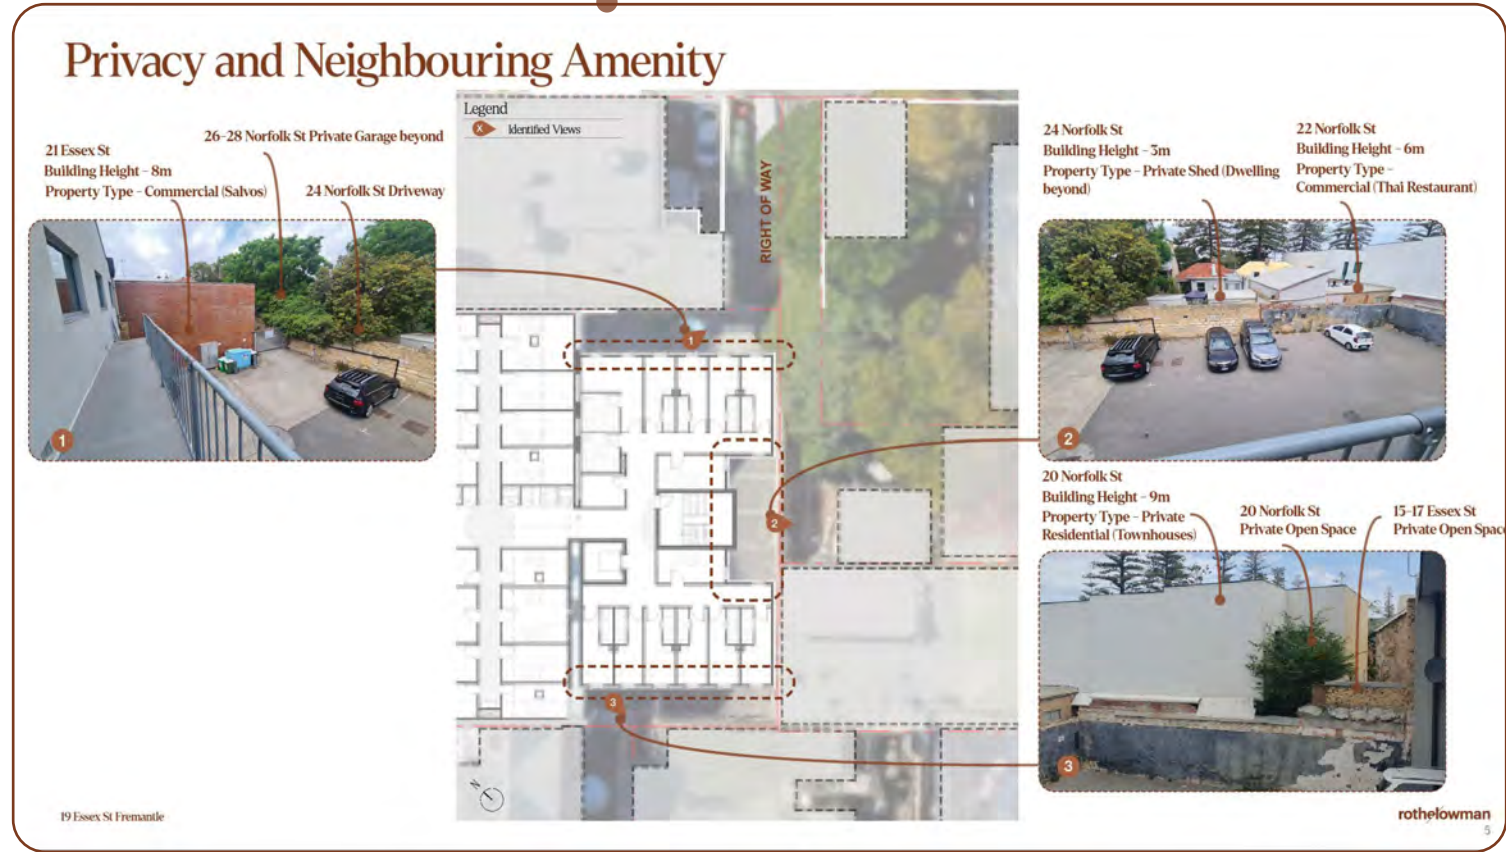 Privacy and Neighbouring Amenity
21 Essex St
Building Height – 8m
Property Type – Commercial (Salvos)
26-28 Norfolk St Private Garage beyond
24 Norfolk St Driveway
1
Legend
X Identified Views
RIGHT OF WAY
1
2
3
N
24 Norfolk St
Building Height – 3m
Property Type – Private Shed (Dwelling
beyond)
22 Norfolk St
Building Height – 6m
Property Type –
Commercial (Thai Restaurant)
2
20 Norfolk St
Building Height – 9m
Property Type – Private
Residential (Townhouses)
20 Norfolk St
Private Open Space
15-17 Essex St
Private Open Space
3
19 Essex St Fremantle
rothelowman
5